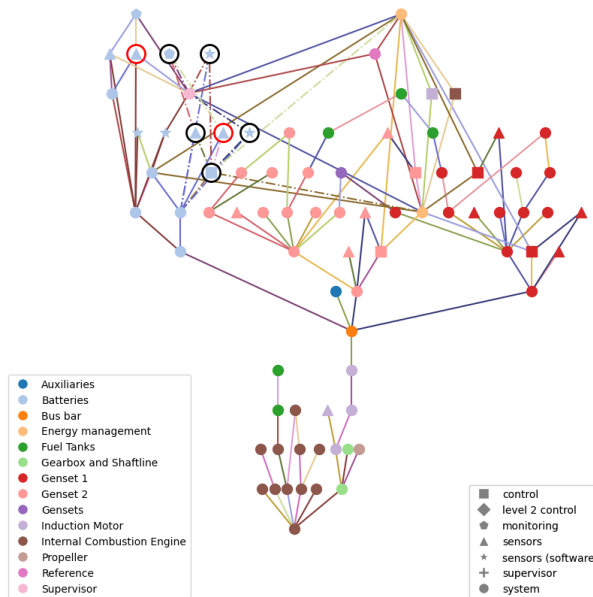 Auxiliaries
Batteries
Bus bar
Energy management
Fuel Tanks
Gearbox and Shaftline
Genset 1
Genset 2
Gensets
Induction Motor
Internal Combustion Engine
Propeller
Reference
Supervisor
control
level 2 control
monitoring
sensors
sensors (software
supervisor
system